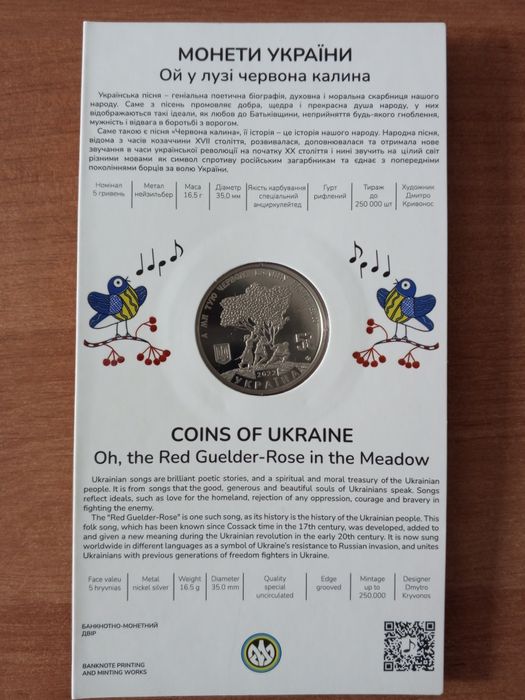 МОНЕТИ УКРАЇНИ
Ой у лузі червона калина
Українська пісня – геніальна поетична біографія, духовна і моральна скарбниця нашого
народу. Саме з пісень промовляє добра, щедра і прекрасна душа народу, у них
відображаються такі ідеали, як любов до Батьківщини, неприйняття будь-якого гноблення,
мужність і відвага в боротьбі з ворогом.
Саме такою є пісня «Червона калина», її історія – це історія нашого народу. Народна пісня,
відома з часів козаччини XVII століття, розвивалася, доповнювалася та отримала нове
звучання в часи української революції на початку XX століття і нині звучить на цілий світ
різними мовами як символ спротиву російським загарбникам та єднає з попередніми
поколіннями борців за волю України.
Номінал
5 гривень
Метал
нейзильбер
Маса
16.5 г
Діаметр
35,0 мм
Якість карбування
спеціальний
анциркулейтед
Гурт
рифлений
Тираж
до
250 000 шт
Художник
Дмитро
Кривонос
А МИ ТУЮ ЧЕРВОНУ КАЛИНУ
5
2022
УКРАЇНА
COINS OF UKRAINE
Oh, the Red Guelder-Rose in the Meadow
Ukrainian songs are brilliant poetic stories, and a spiritual and moral treasury of the Ukrainian
people. It is from songs that the good, generous and beautiful souls of Ukrainians speak. Songs
reflect ideals, such as love for the homeland, rejection of any oppression, courage and bravery in
fighting the enemy.
The "Red Guelder-Rose" is one such song, as its history is the history of the Ukrainian people. This
folk song, which has been known since Cossack time in the 17th century, was developed, added to
and given a new meaning during the Ukrainian revolution in the early 20th century. It is now sung
worldwide in different languages as a symbol of Ukraine's resistance to Russian invasion, and unites
Ukrainians with previous generations of freedom fighters in Ukraine.
Face valeu
5 hryvnias
Metal
nickel silver
Weight
16.5 g
Diameter
35.0 mm
Quality
special
uncirculated
Edge
grooved
Mintage
up to
250,000
Designer
Dmytro
Kryvonos
БАНКНОТНО-МОНЕТНИЙ
ДВІР
BANKNOTE PRINTING
AND MINTING WORKS